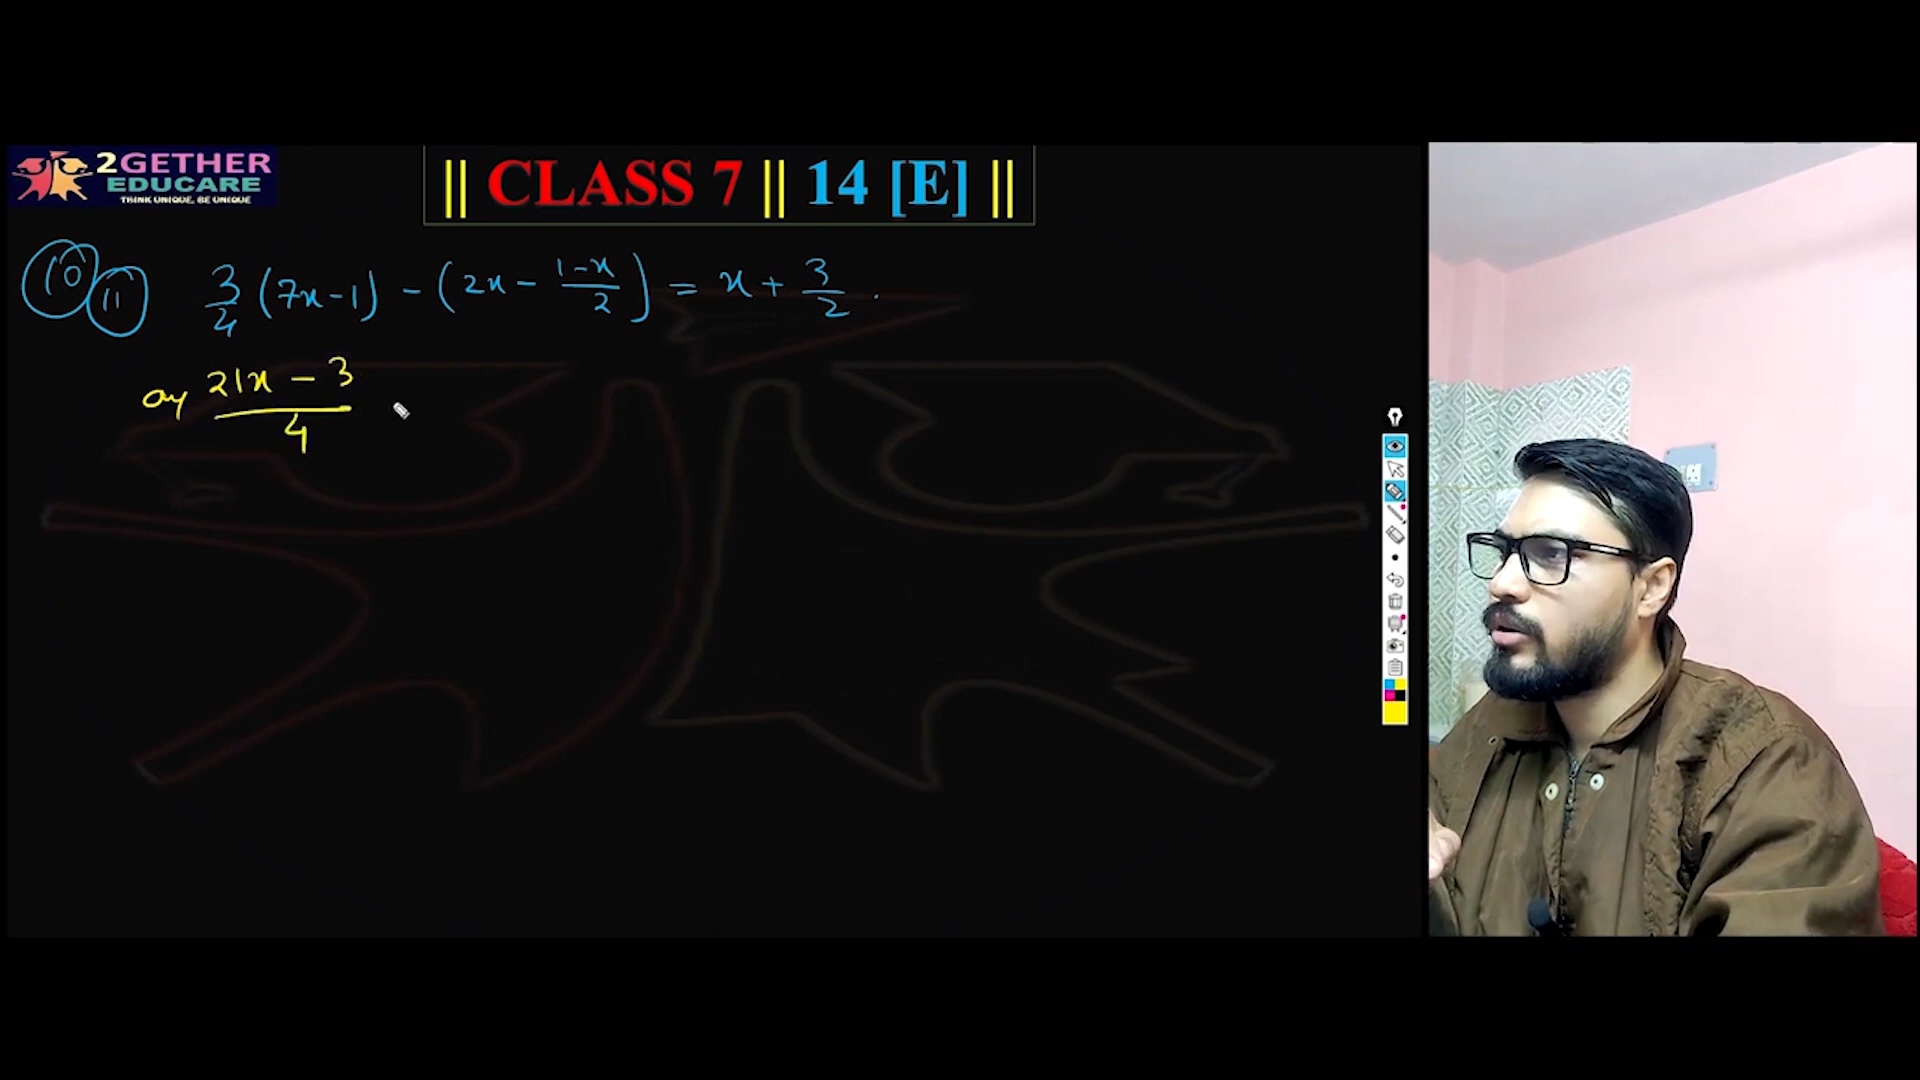 2GETHER
EDUCARE
THINK UNIQUE, BE UNIQUE
|| CLASS 7 || 14 [E] ||
10 11 3/4 (7x-1) - (2x - (1-x)/2) = x + 3/2 .
or, (21x - 3)/4